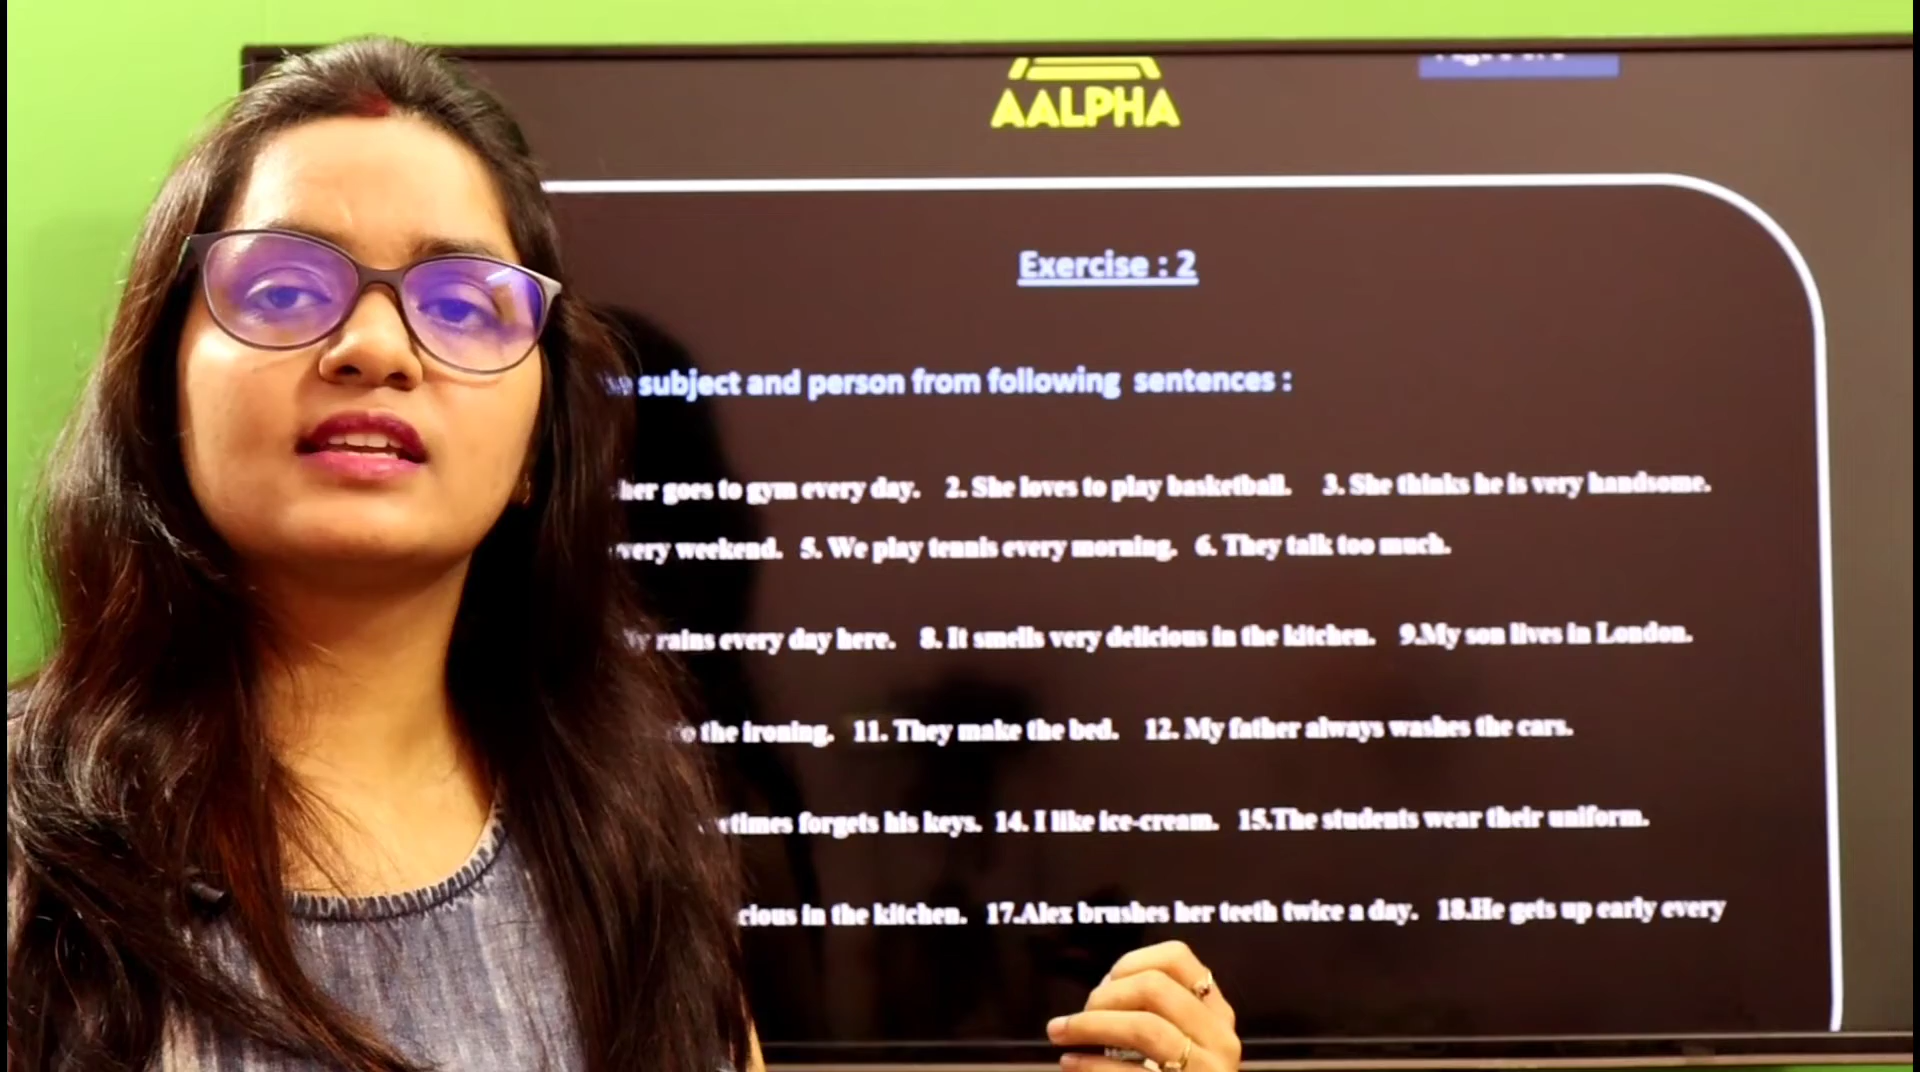 AALPHA
Exercise : 2
subject and person from following sentences :
her goes to gym every day. 2. She loves to play basketball. 3. She thinks he is very handsome.
very weekend. 5. We play tennis every morning. 6. They talk too much.
rains every day here. 8. It smells very delicious in the kitchen. 9.My son lives in London.
the ironing. 11. They make the bed. 12. My father always washes the cars.
times forgets his keys. 14. I like ice-cream. 15.The students wear their uniform.
cious in the kitchen. 17.Alex brushes her teeth twice a day. 18.He gets up early every